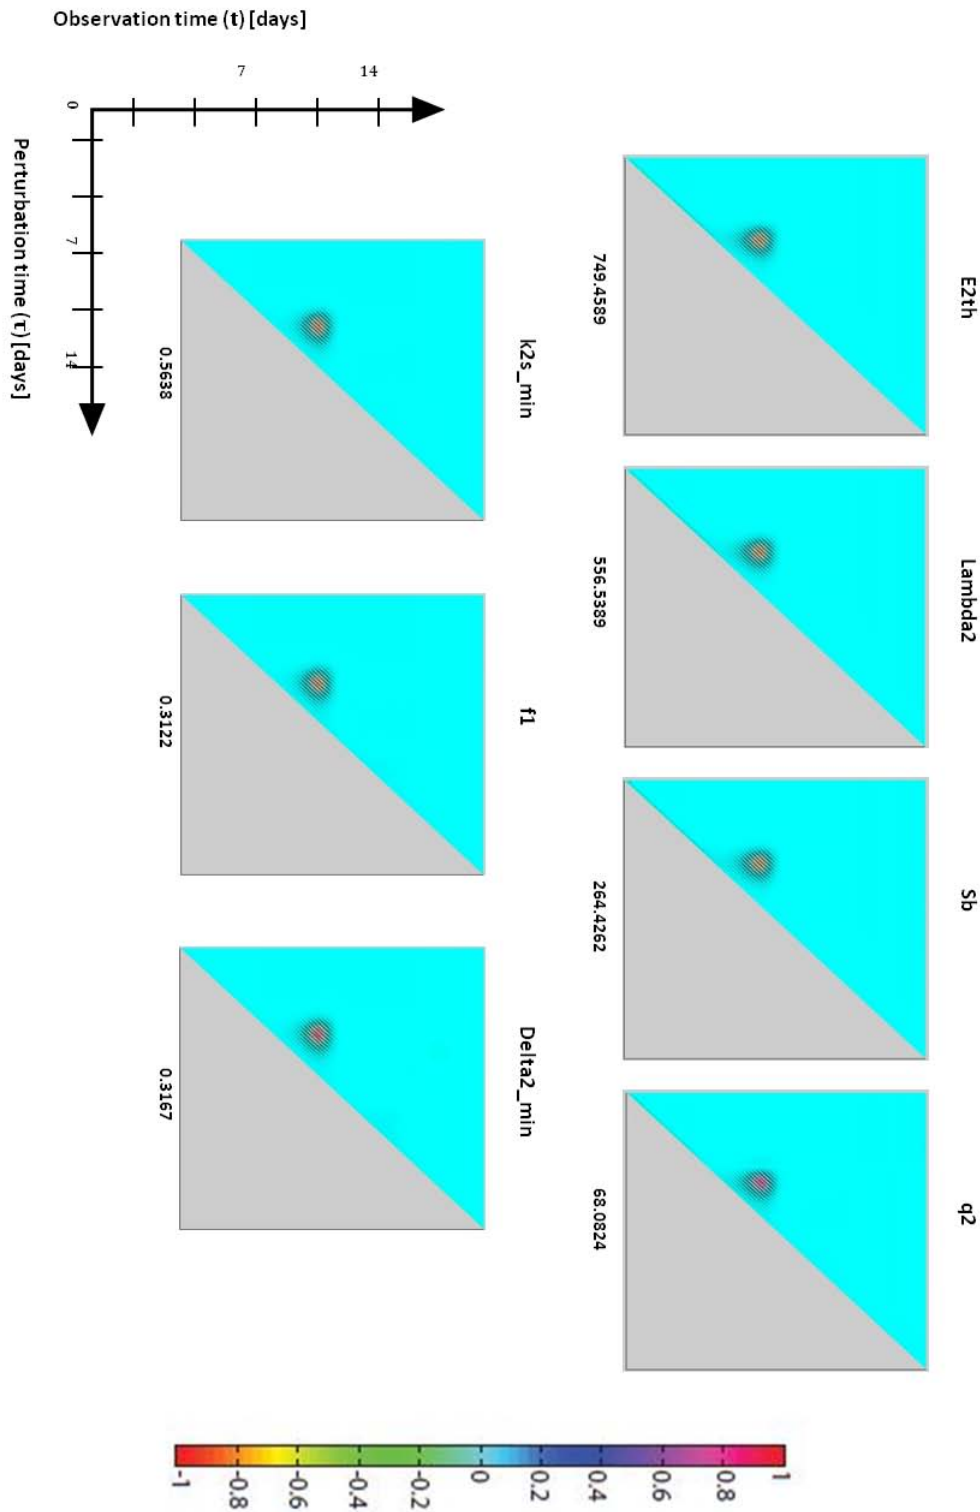 E2th
Lambda2
Sb
q2
749.4589
556.5389
264.4262
68.0824
k2s_min
f1
Delta2_min
0.5638
0.3122
0.3167
Observation time (t) [days]
7
14
0
Perturbation time (τ) [days]
7
14
-1
-0.8
-0.6
-0.4
-0.2
0
0.2
0.4
0.6
0.8
1